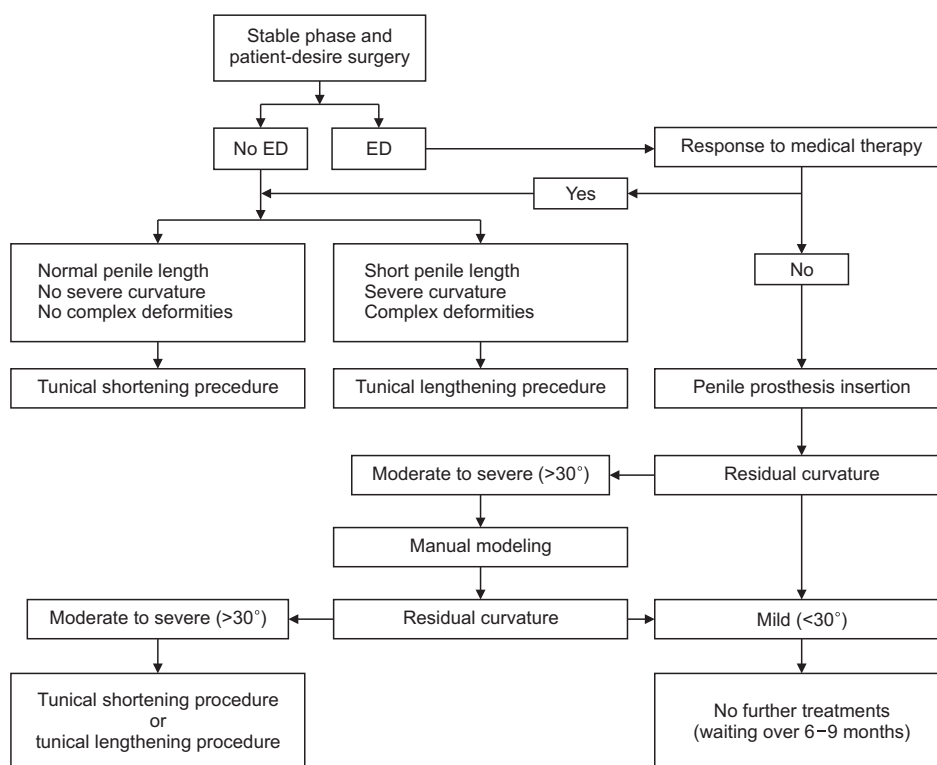 Stable phase and
patient-desire surgery
No ED
ED
Response to medical therapy
Yes
No
Normal penile length
No severe curvature
No complex deformities
Short penile length
Severe curvature
Complex deformities
Tunical shortening procedure
Tunical lengthening precedure
Penile prosthesis insertion
Moderate to severe (>30°)
Residual curvature
Manual modeling
Moderate to severe (>30°)
Residual curvature
Mild (<30°)
Tunical shortening procedure
or
tunical lengthening procedure
No further treatments
(waiting over 6−9 months)